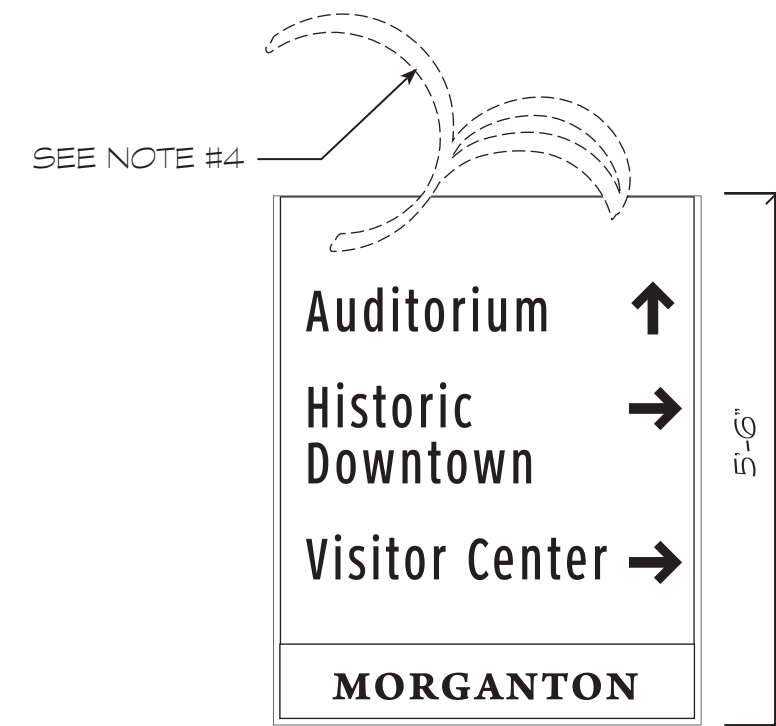 SEE NOTE #4
Auditorium
Historic
Downtown
Visitor Center
MORGANTON
5'-6"